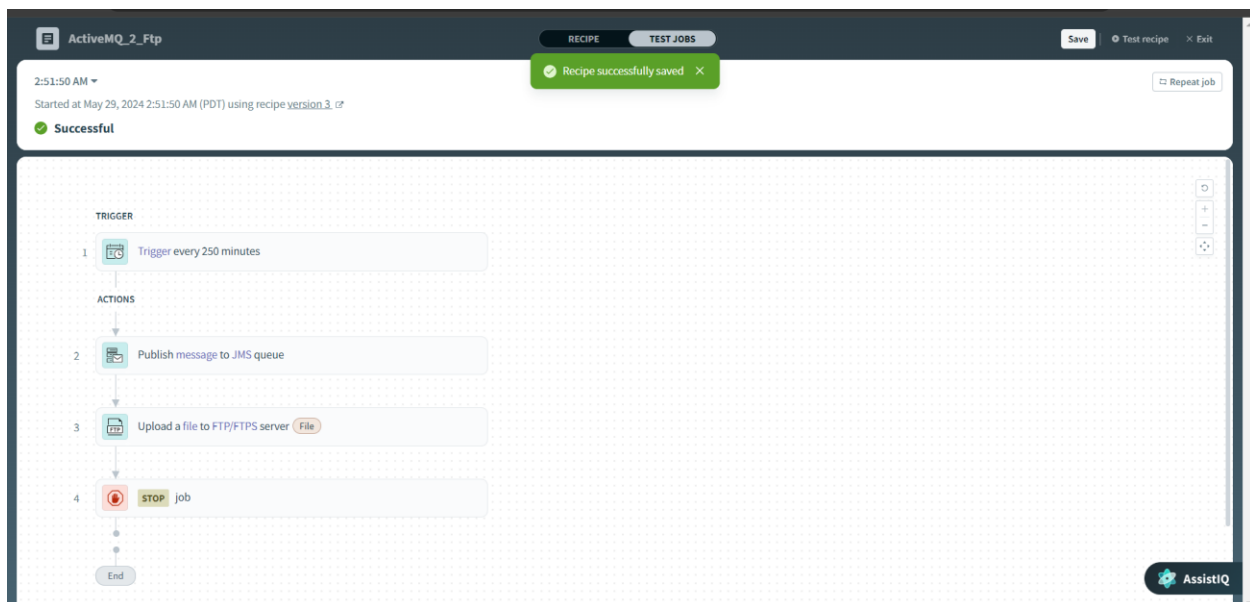 ActiveMQ_2_Ftp
RECIPE TEST JOBS
Save Test recipe × Exit
Recipe successfully saved ×
2:51:50 AM
Repeat job
Started at May 29, 2024 2:51:50 AM (PDT) using recipe version 3
Successful
TRIGGER
1 Trigger every 250 minutes
ACTIONS
2 Publish message to JMS queue
3 Upload a file to FTP/FTPS server File
FTP
4 STOP job
End
AssistIQ